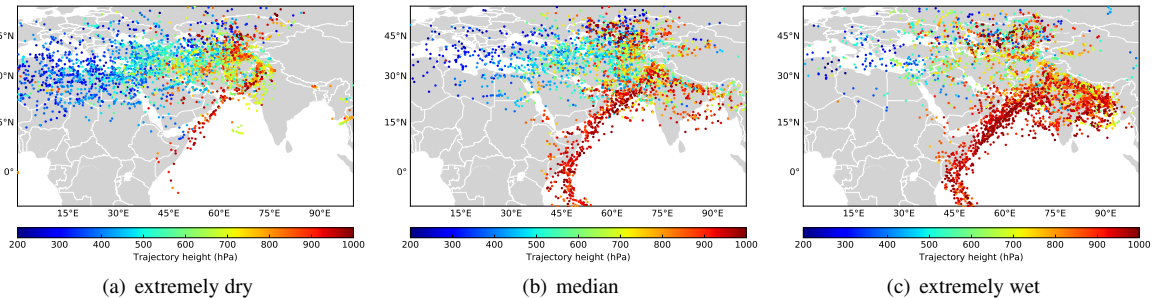 45°N
30°N
15°N
0°
15°E 30°E 45°E 60°E 75°E 90°E
200 300 400 500 600 700 800 900 1000
Trajectory height (hPa)
(a) extremely dry
45°N
30°N
15°N
0°
15°E 30°E 45°E 60°E 75°E 90°E
200 300 400 500 600 700 800 900 1000
Trajectory height (hPa)
(b) median
45°N
30°N
15°N
0°
15°E 30°E 45°E 60°E 75°E 90°E
200 300 400 500 600 700 800 900 1000
Trajectory height (hPa)
(c) extremely wet